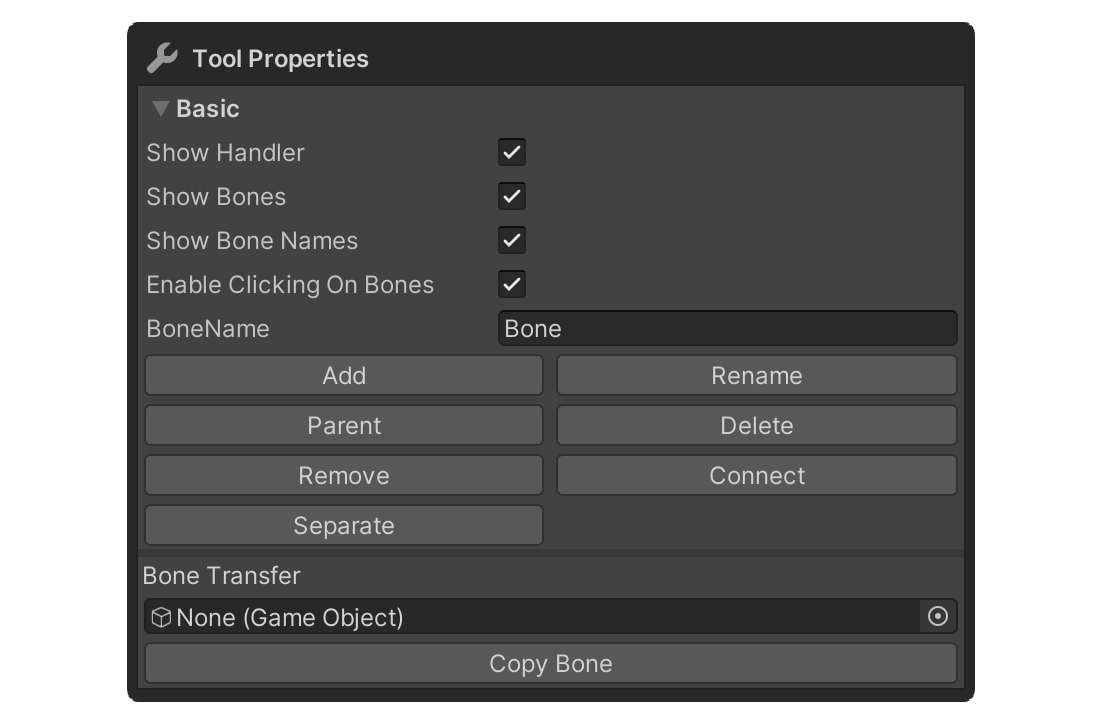 Tool Properties
Basic
Show Handler
Show Bones
Show Bone Names
Enable Clicking On Bones
BoneName Bone
Add Rename
Parent Delete
Remove Connect
Separate
Bone Transfer
None (Game Object)
Copy Bone